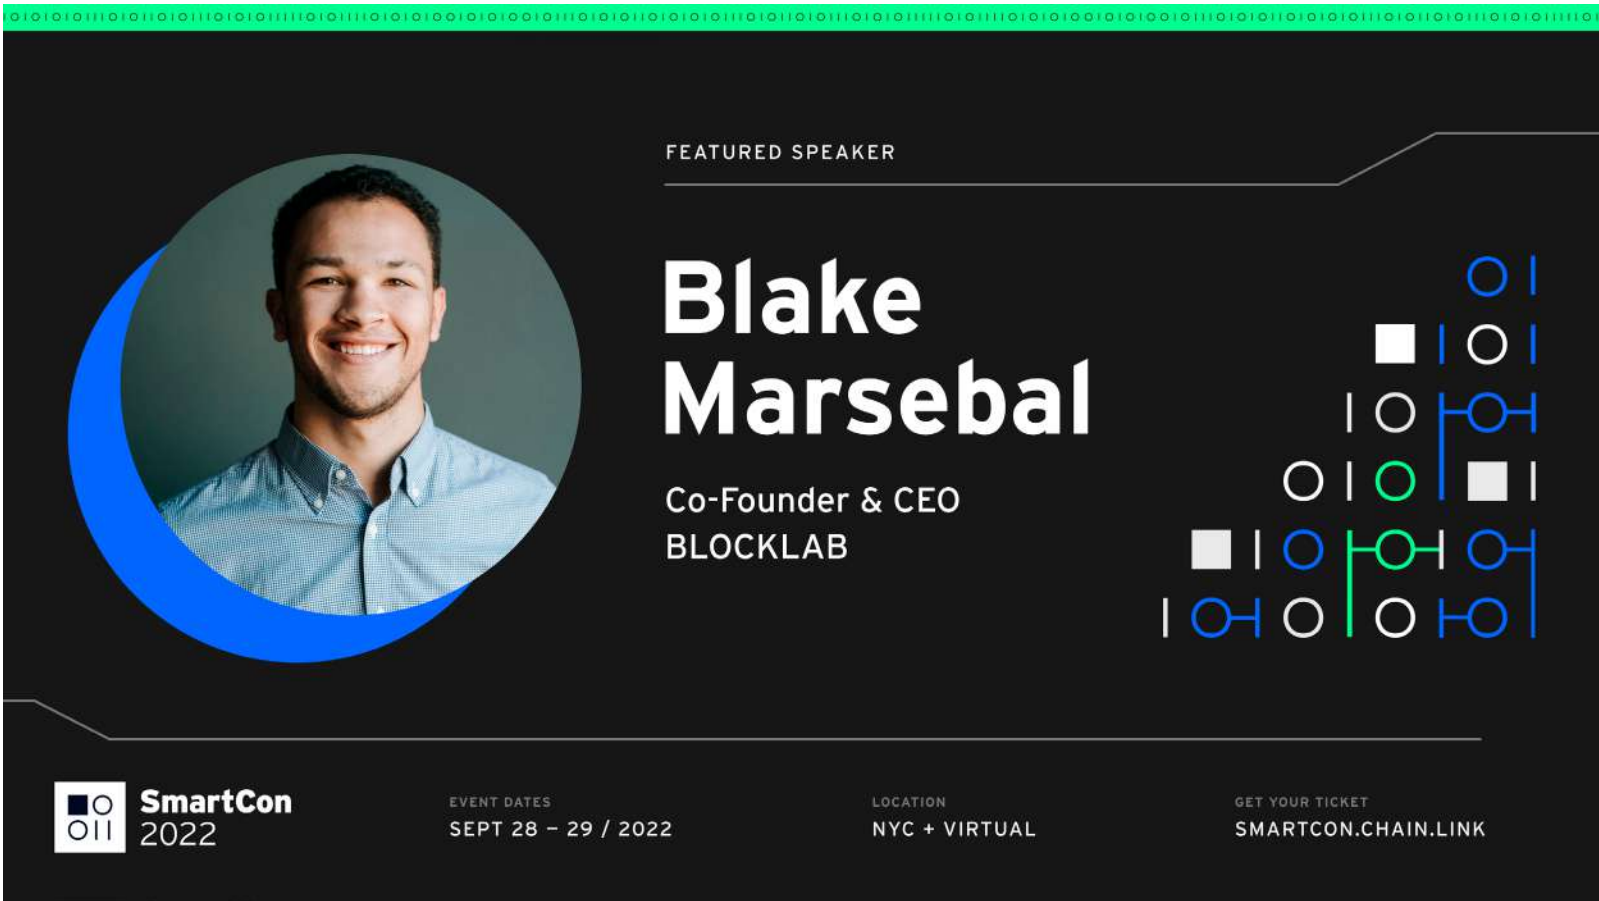 FEATURED SPEAKER
Blake
Marsebal
Co-Founder & CEO
BLOCKLAB
SmartCon
2022
EVENT DATES
SEPT 28 – 29 / 2022
LOCATION
NYC + VIRTUAL
GET YOUR TICKET
SMARTCON.CHAIN.LINK